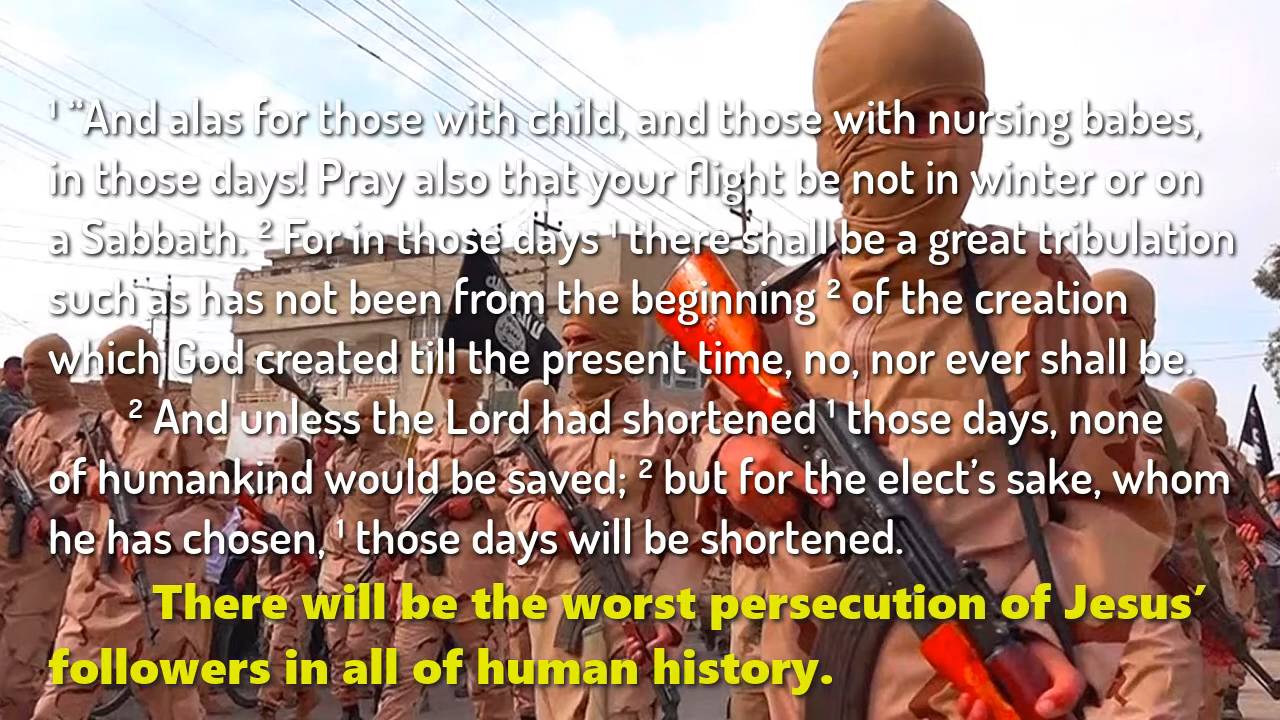 ¹ “And alas for those with child, and those with nursing babes,
in those days! Pray also that your flight be not in winter or on
a Sabbath. ² For in those days ¹ there shall be a great tribulation
such as has not been from the beginning ² of the creation
which God created till the present time, no, nor ever shall be.
² And unless the Lord had shortened ¹ those days, none
of humankind would be saved; ² but for the elect’s sake, whom
he has chosen, ¹ those days will be shortened.
There will be the worst persecution of Jesus’
followers in all of human history.